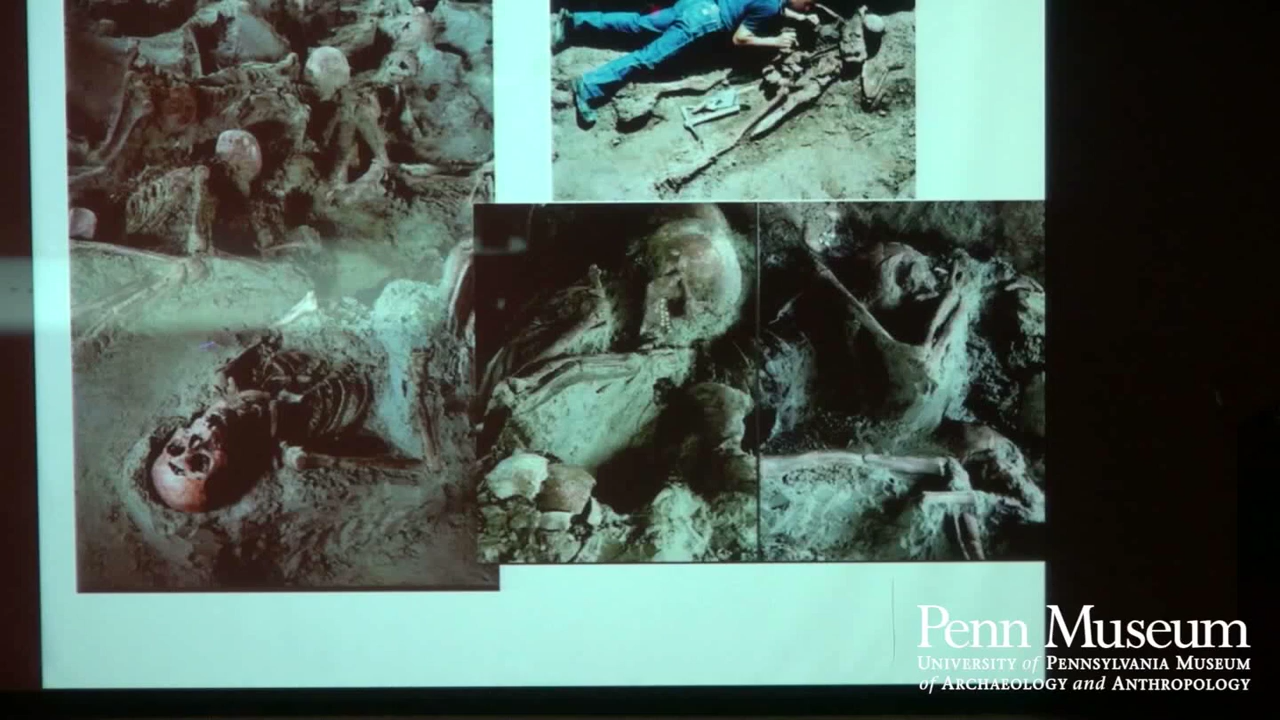 Penn Museum
UNIVERSITY of PENNSYLVANIA MUSEUM
of ARCHAEOLOGY and ANTHROPOLOGY